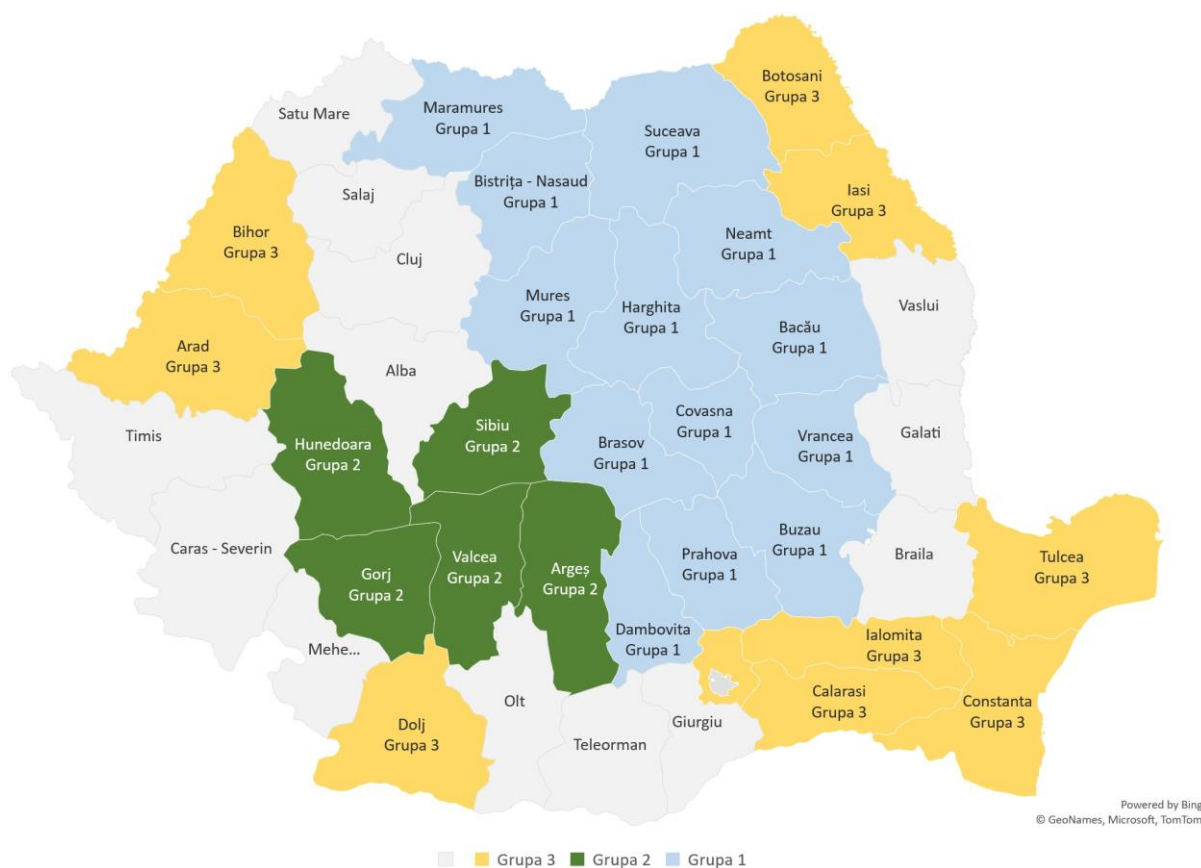 Botosani
Grupa 3
Satu Mare
Maramures
Grupa 1
Suceava
Grupa 1
Iasi
Grupa 3
Salaj
Bistrița - Nasaud
Grupa 1
Bihor
Grupa 3
Neamt
Grupa 1
Cluj
Mures
Grupa 1
Harghita
Grupa 1
Vaslui
Bacău
Grupa 1
Arad
Grupa 3
Alba
Timis
Hunedoara
Grupa 2
Sibiu
Grupa 2
Brasov
Grupa 1
Covasna
Grupa 1
Vrancea
Grupa 1
Galati
Caras - Severin
Gorj
Grupa 2
Valcea
Grupa 2
Argeș
Grupa 2
Prahova
Grupa 1
Buzau
Grupa 1
Braila
Tulcea
Grupa 3
Mehe...
Dambovita
Grupa 1
Ialomita
Grupa 3
Calarasi
Grupa 3
Constanta
Grupa 3
Dolj
Grupa 3
Olt
Teleorman
Giurgiu
Powered by Bing
© GeoNames, Microsoft, TomTom
Grupa 3 Grupa 2 Grupa 1